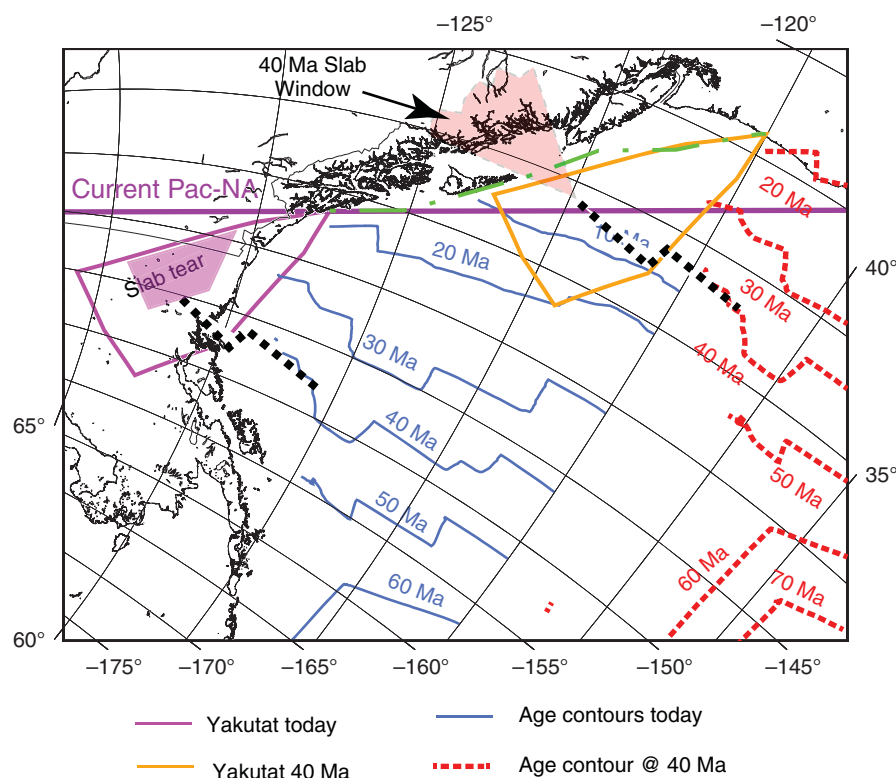 –125°
–120°
40 Ma Slab
Window
Current Pac-NA
20 Ma
10 Ma
20 Ma
Slab tear
40°
30 Ma
30 Ma
40 Ma
40 Ma
65°
35°
50 Ma
50 Ma
60 Ma
60 Ma
70 Ma
60°
–175°
–170°
–165°
–160°
–155°
–150°
–145°
Yakutat today
Age contours today
Yakutat 40 Ma
Age contour @ 40 Ma